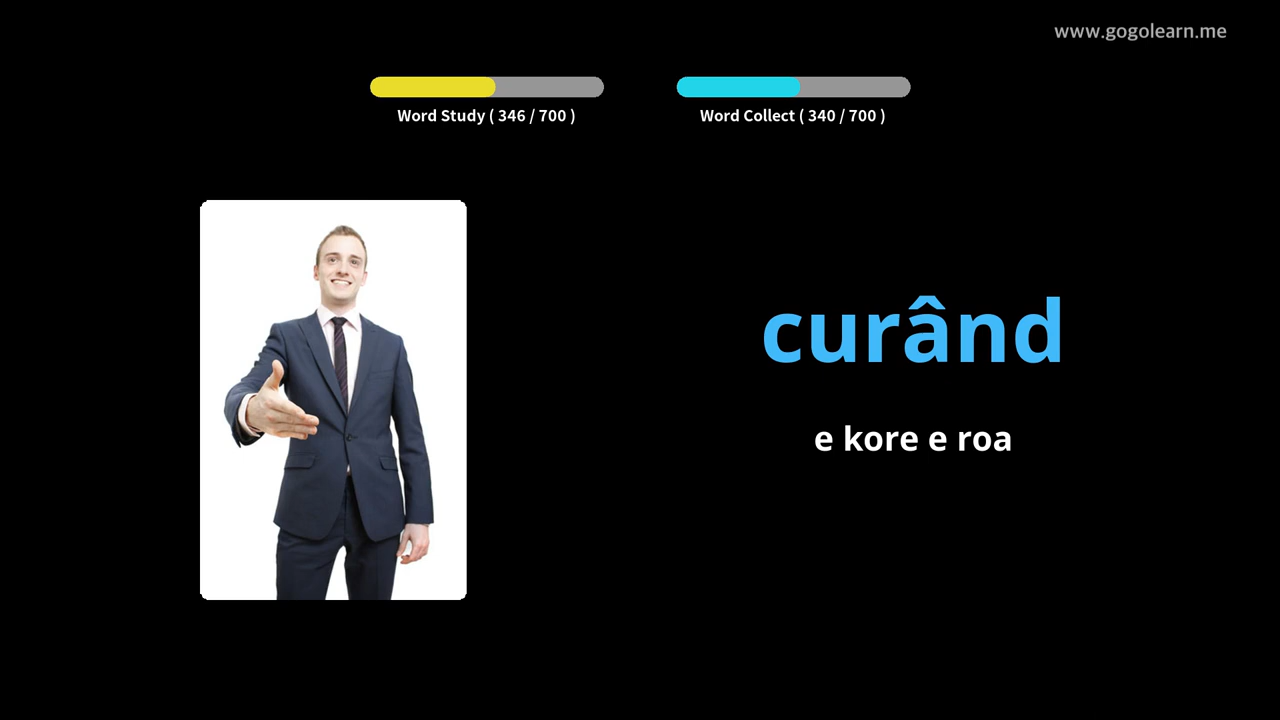 www.gogolearn.me
Word Study ( 346 / 700 )
Word Collect ( 340 / 700 )
curând
e kore e roa